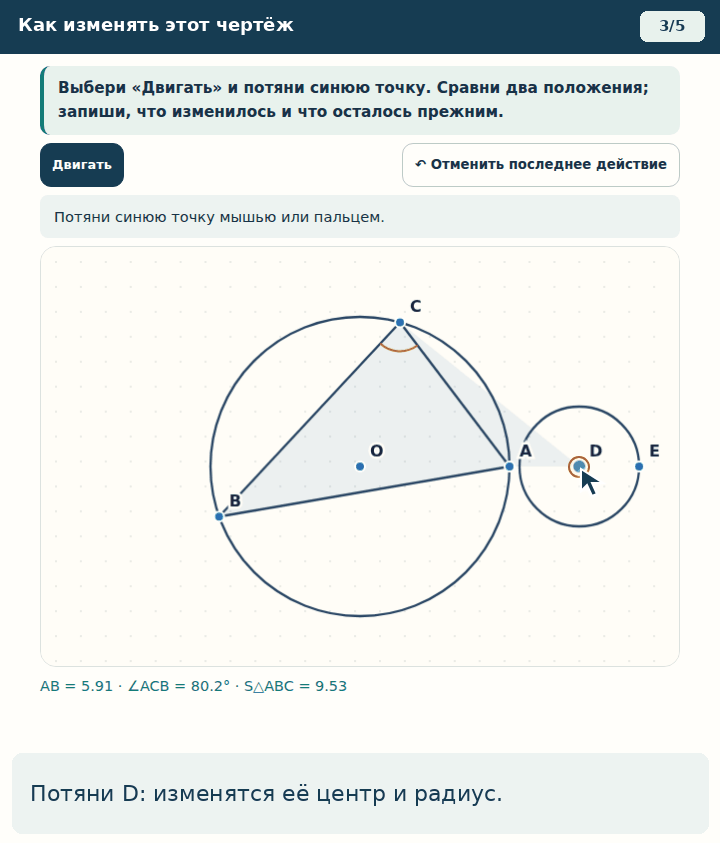 Как изменять этот чертёж
3/5
Выбери «Двигать» и потяни синюю точку. Сравни два положения;
запиши, что изменилось и что осталось прежним.
Двигать
↶ Отменить последнее действие
Потяни синюю точку мышью или пальцем.
C
O
A
D
E
B
AB = 5.91 · ∠ACB = 80.2° · S△ABC = 9.53
Потяни D: изменятся её центр и радиус.